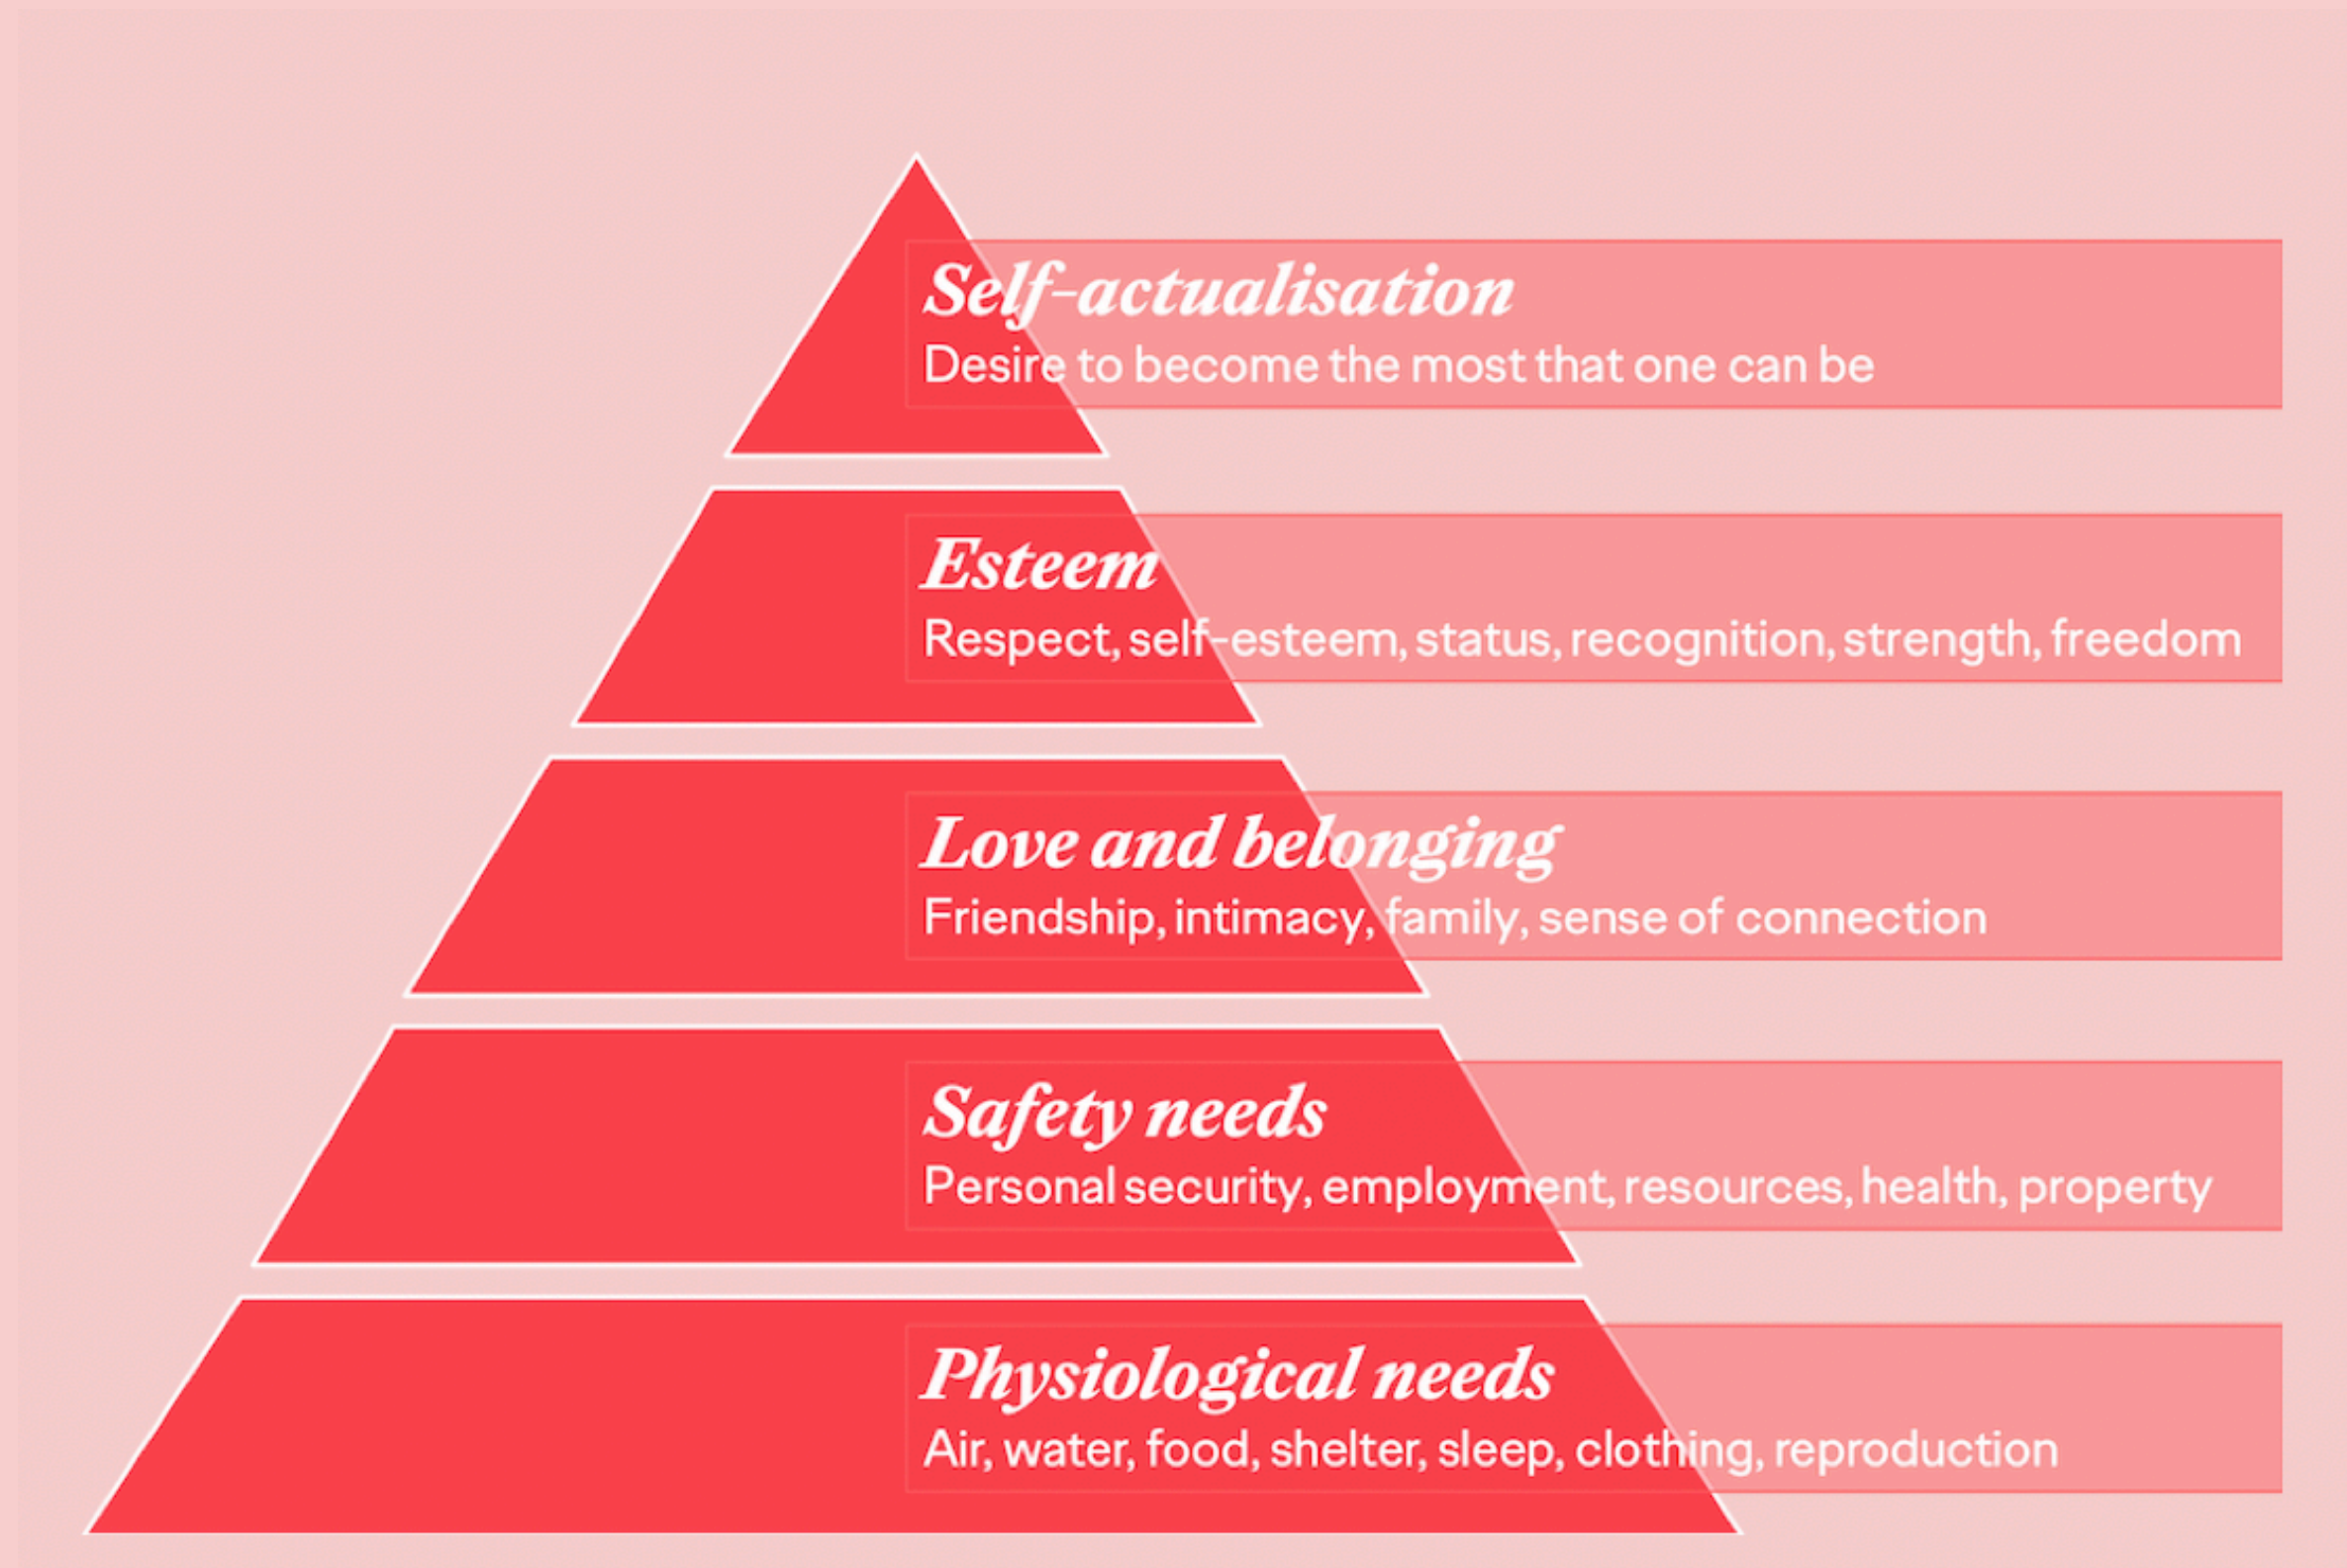 Self-actualisation
Desire to become the most that one can be
Esteem
Respect, self-esteem, status, recognition, strength, freedom
Love and belonging
Friendship, intimacy, family, sense of connection
Safety needs
Personal security, employment, resources, health, property
Physiological needs
Air, water, food, shelter, sleep, clothing, reproduction